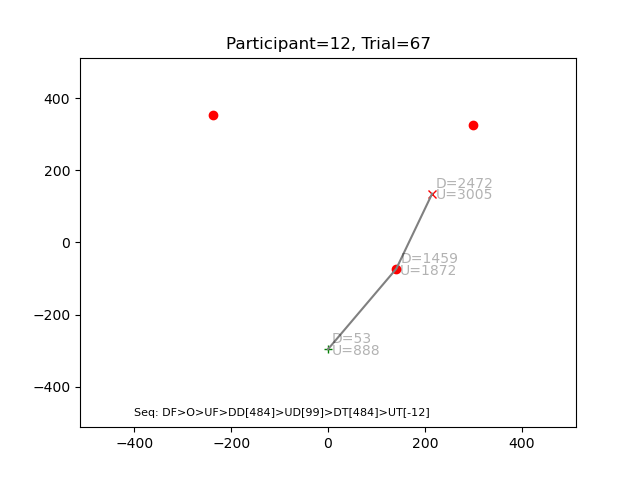 Participant=12, Trial=67
400
200
0
−200
−400
D=2472
U=3005
D=1459
U=1872
D=53
U=888
Seq: DF>O>UF>DD[484]>UD[99]>DT[484]>UT[-12]
−400 −200 0 200 400